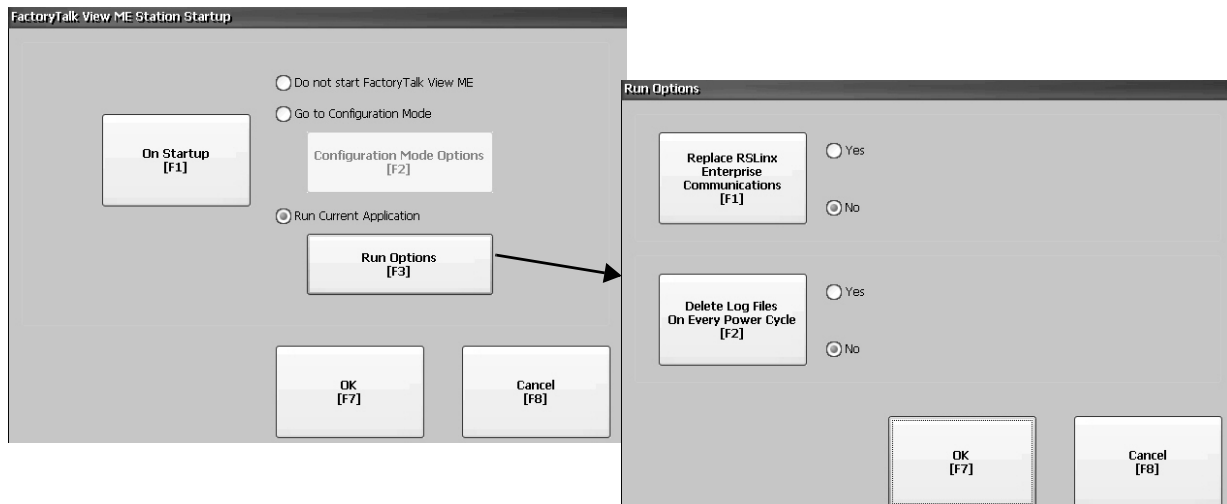 FactoryTalk View ME Station Startup
On Startup
[F1]
Do not start FactoryTalk View ME
Go to Configuration Mode
Configuration Mode Options
[F2]
Run Current Application
Run Options
[F3]
OK
[F7]
Cancel
[F8]
Run Options
Replace RSLinx
Enterprise
Communications
[F1]
Yes
No
Delete Log Files
On Every Power Cycle
[F2]
Yes
No
OK
[F7]
Cancel
[F8]